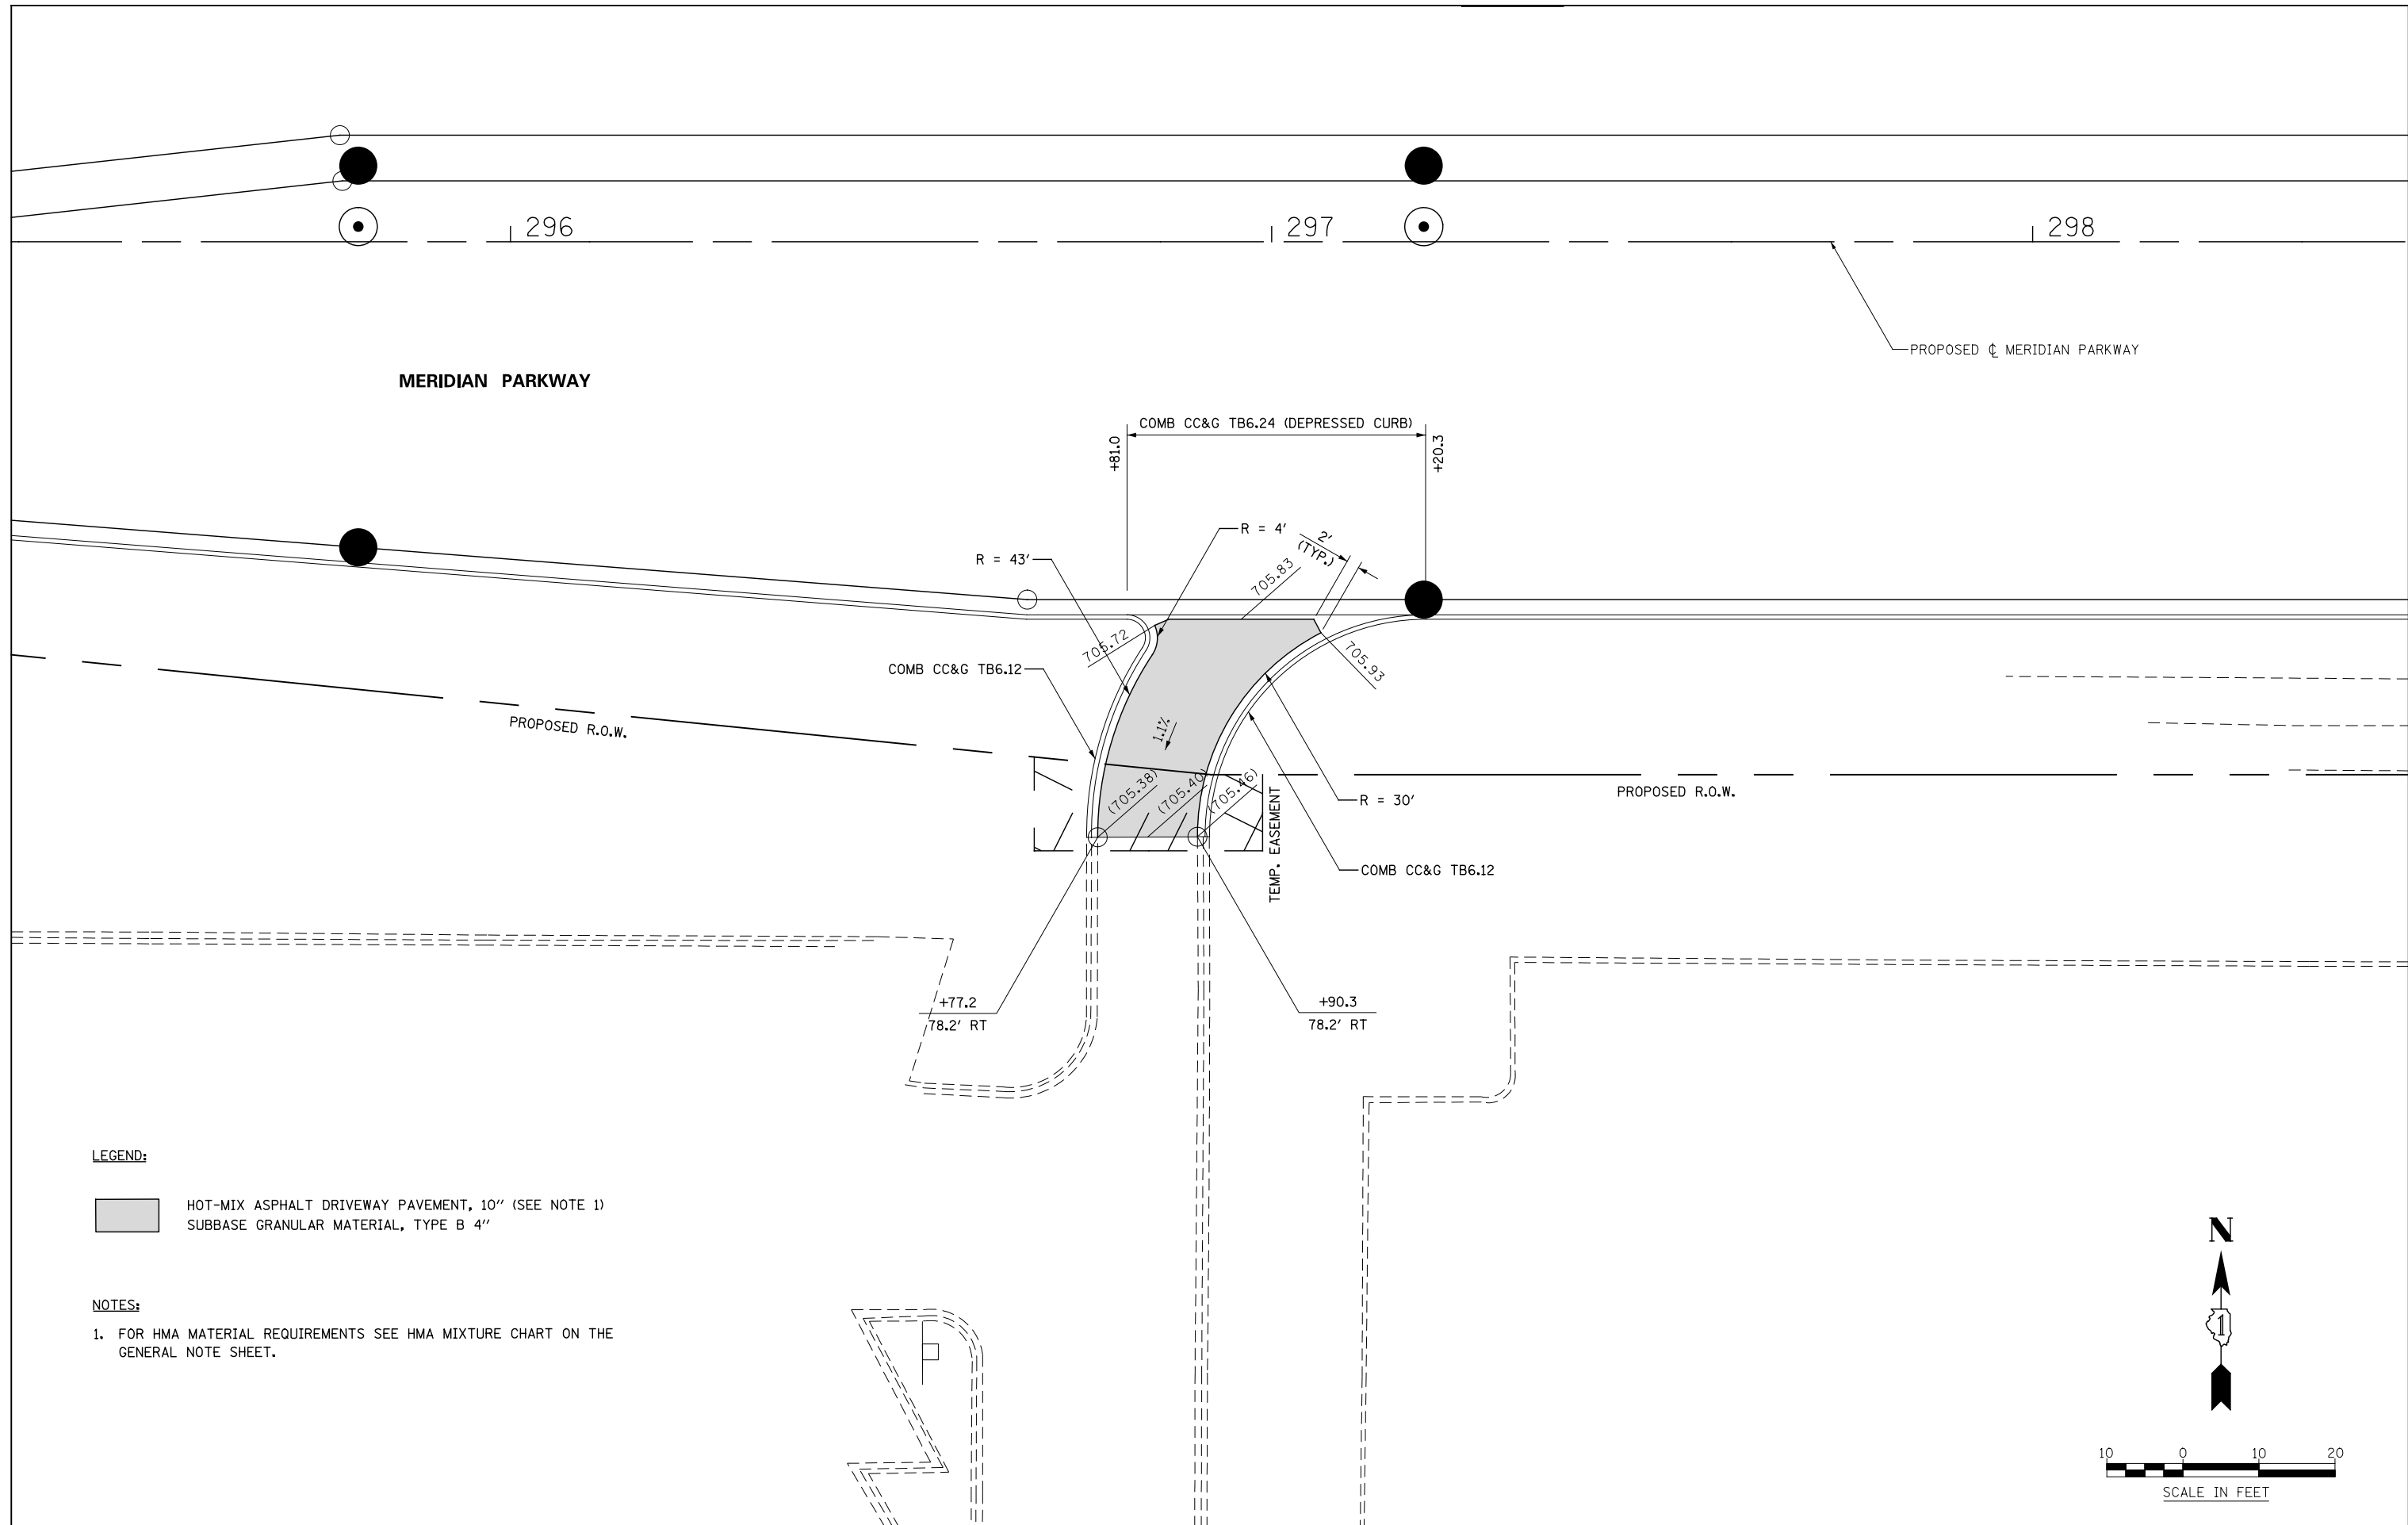 296
297
298
PROPOSED ℄ MERIDIAN PARKWAY
MERIDIAN PARKWAY
COMB CC&G TB6.24 (DEPRESSED CURB)
+81.0
+20.3
R = 4'
2'
(TYP.)
R = 43'
705.83
705.72
705.93
COMB CC&G TB6.12
PROPOSED R.O.W.
1.1%
(705.38)
(705.40)
(705.46)
R = 30'
PROPOSED R.O.W.
TEMP. EASEMENT
COMB CC&G TB6.12
+77.2
78.2' RT
+90.3
78.2' RT
LEGEND:
HOT-MIX ASPHALT DRIVEWAY PAVEMENT, 10" (SEE NOTE 1)
SUBBASE GRANULAR MATERIAL, TYPE B 4"
NOTES:
1. FOR HMA MATERIAL REQUIREMENTS SEE HMA MIXTURE CHART ON THE
GENERAL NOTE SHEET.
N
1
10 0 10 20
SCALE IN FEET